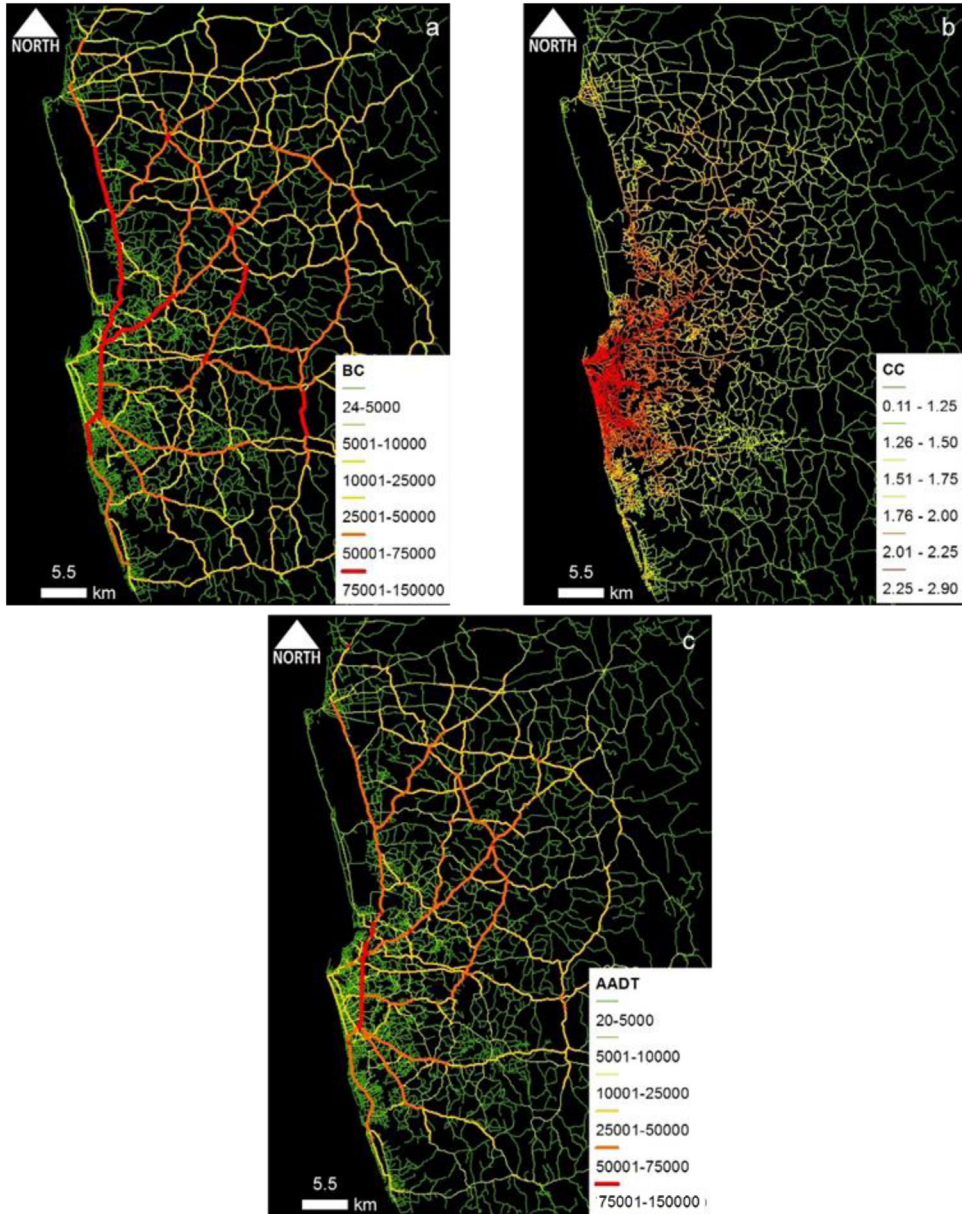 a
NORTH
BC
24-5000
5001-10000
10001-25000
25001-50000
50001-75000
75001-150000
5.5
km
b
NORTH
CC
0.11 - 1.25
1.26 - 1.50
1.51 - 1.75
1.76 - 2.00
2.01 - 2.25
2.25 - 2.90
5.5
km
c
NORTH
AADT
20-5000
5001-10000
10001-25000
25001-50000
50001-75000
75001-150000
5.5
km